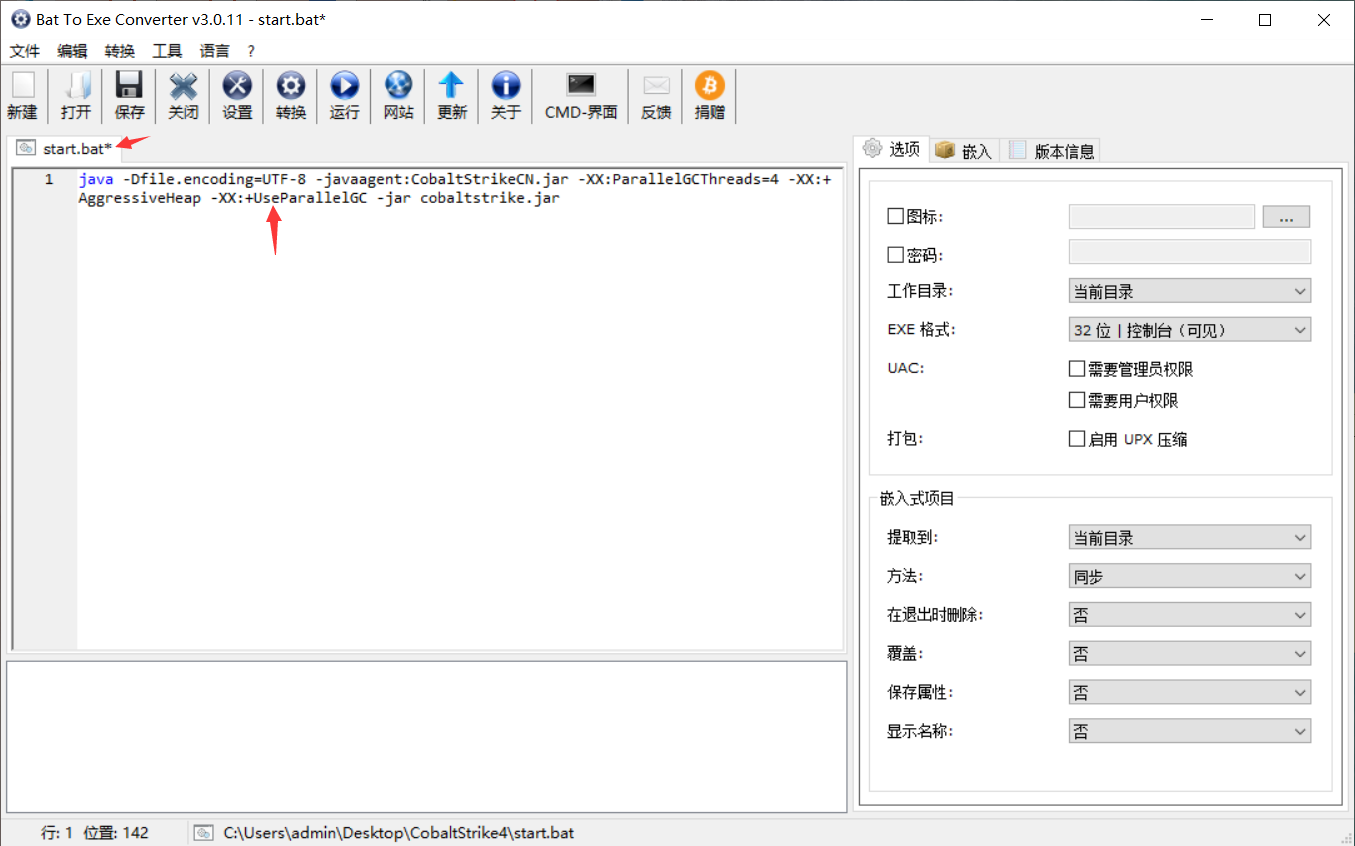 Bat To Exe Converter v3.0.11 - start.bat*
文件 编辑 转换 工具 语言 ?
新建 打开 保存 关闭 设置 转换 运行 网站 更新 关于 CMD-界面 反馈 捐赠
start.bat*
选项 嵌入 版本信息
1 java -Dfile.encoding=UTF-8 -javaagent:CobaltStrikeCN.jar -XX:ParallelGCThreads=4 -XX:+
AggressiveHeap -XX:+UseParallelGC -jar cobaltstrike.jar
图标: ...
密码:
工作目录: 当前目录
EXE 格式: 32 位 | 控制台（可见）
UAC: 需要管理员权限
需要用户权限
打包: 启用 UPX 压缩
嵌入式项目
提取到: 当前目录
方法: 同步
在退出时删除: 否
覆盖: 否
保存属性: 否
显示名称: 否
行: 1 位置: 142 C:\Users\admin\Desktop\CobaltStrike4\start.bat